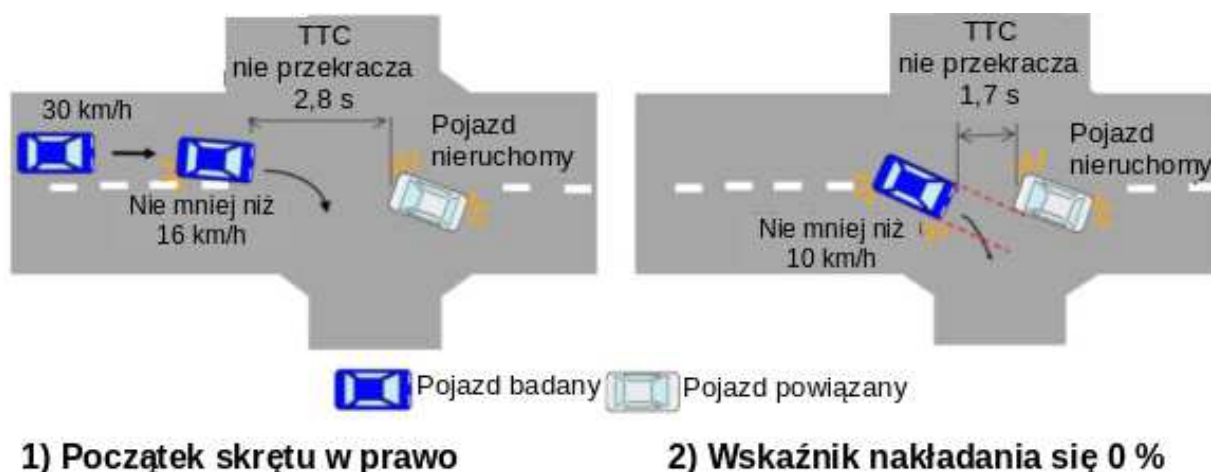 TTC
nie przekracza
2,8 s
30 km/h
Pojazd
nieruchomy
Nie mniej niż
16 km/h
TTC
nie przekracza
1,7 s
Pojazd
nieruchomy
Nie mniej niż
10 km/h
Pojazd badany
Pojazd powiązany
1) Początek skrętu w prawo
2) Wskaźnik nakładania się 0 %